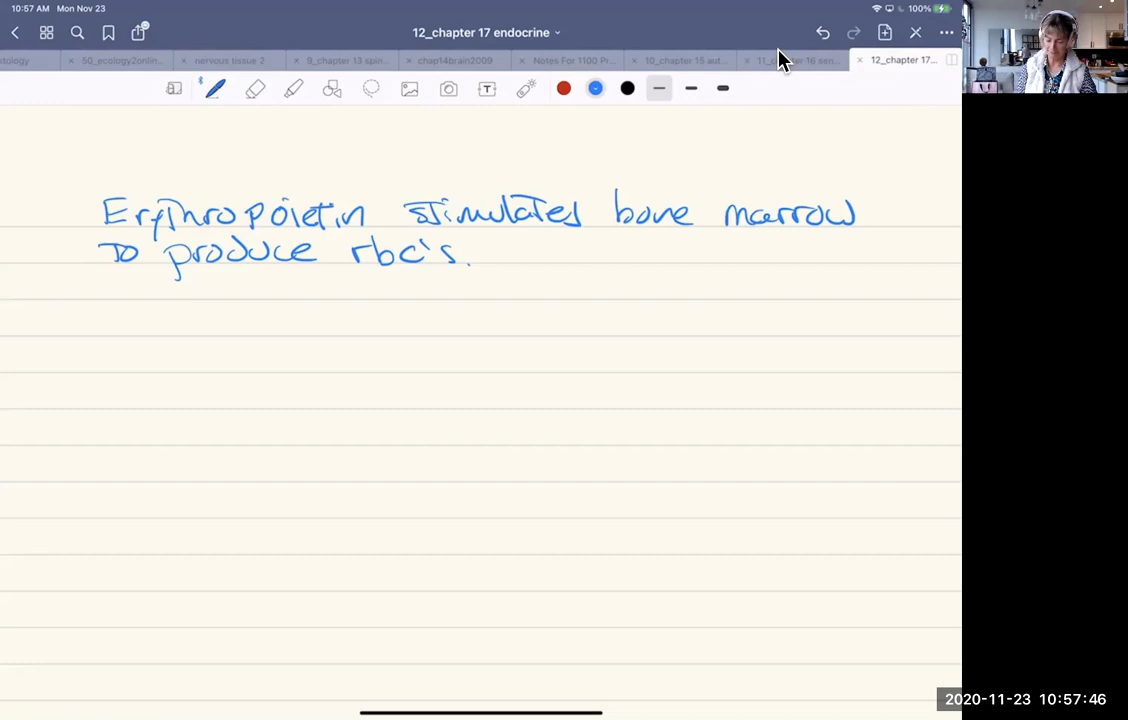 10:57 AM Mon Nov 23
100%
12_chapter 17 endocrine
50_ecology2onlin...
nervous tissue 2
9_chapter 13 spin...
chap14brain2009
Notes For 1100 Pr...
10_chapter 15 aut...
16 sen...
12_chapter 17...
T
Erythropoietin stimulates bone marrow
to produce rbc's.
2020-11-23 10:57:46